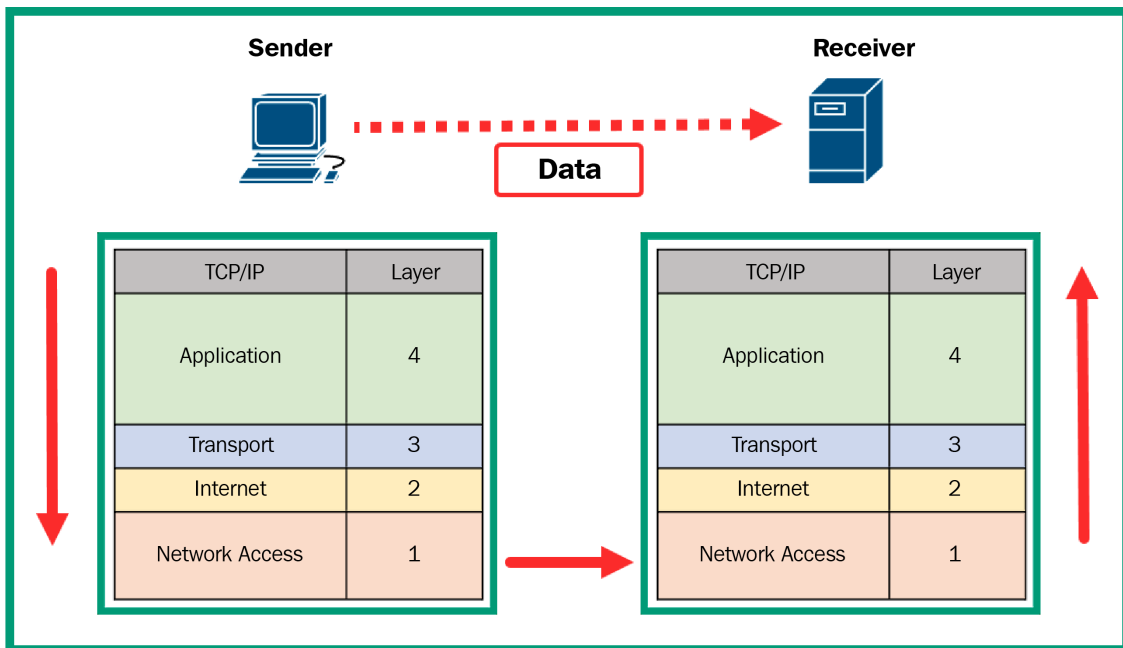 Sender
Receiver
Data
TCP/IP Layer
Application 4
Transport 3
Internet 2
Network Access 1
TCP/IP Layer
Application 4
Transport 3
Internet 2
Network Access 1